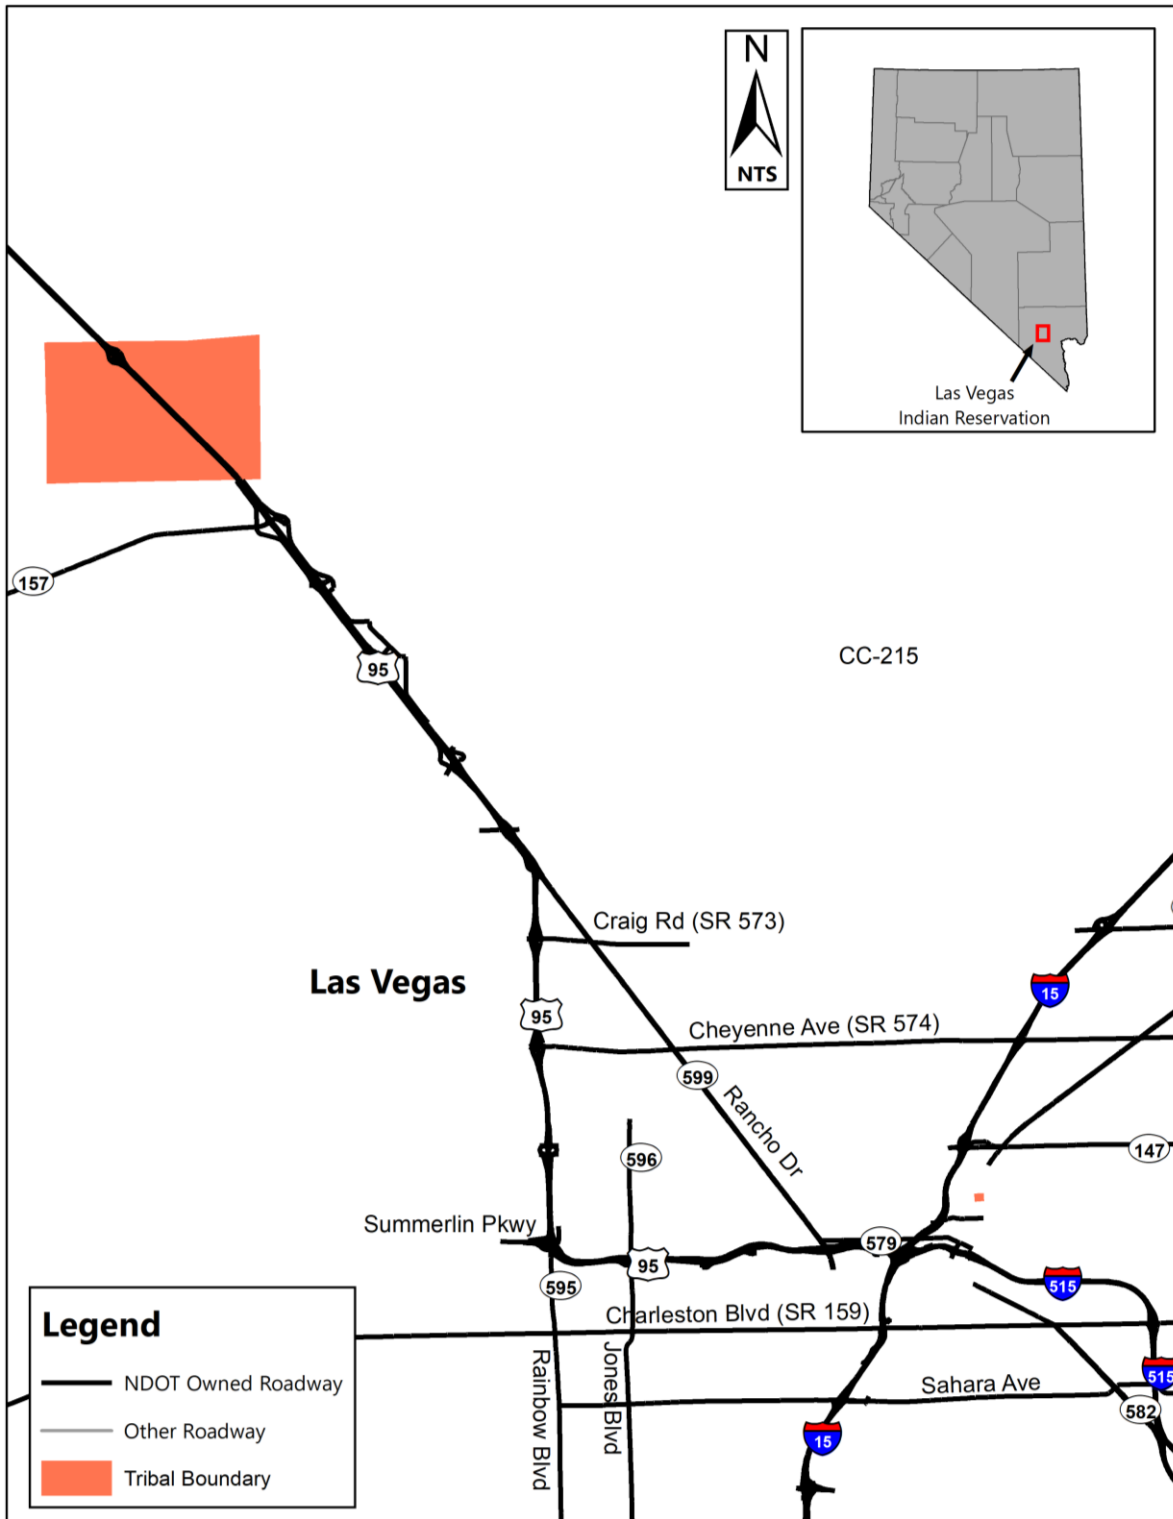 N
NTS
Las Vegas
Indian Reservation
157
95
CC-215
Craig Rd (SR 573)
Las Vegas
15
95
Cheyenne Ave (SR 574)
599
Rancho Dr
596
147
Summerlin Pkwy
579
95
595
515
Charleston Blvd (SR 159)
Rainbow Blvd
Jones Blvd
Sahara Ave
515
582
15
Legend
NDOT Owned Roadway
Other Roadway
Tribal Boundary